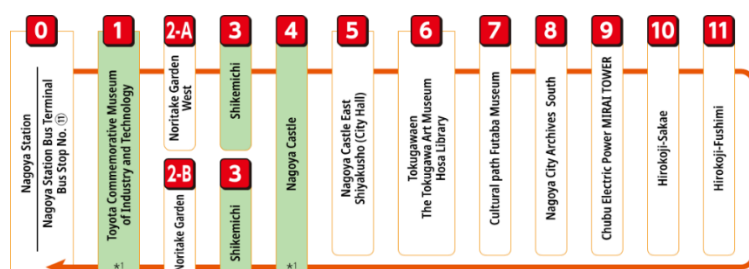 0
Nagoya Station
Nagoya Station Bus Terminal
Bus Stop No. ⑪
1
Toyota Commemorative Museum
of Industry and Technology
*1
2-A
Noritake Garden
West
2-B
Noritake Garden
3
Shikemichi
3
Shikemichi
4
Nagoya Castle
*1
5
Nagoya Castle East
Shiyakusho (City Hall)
6
Tokugawaen
The Tokugawa Art Museum
Hosa Library
7
Cultural path Futaba Museum
8
Nagoya City Archives South
9
Chubu Electric Power MIRAI TOWER
10
Hirokoji-Sakae
11
Hirokoji-Fushimi